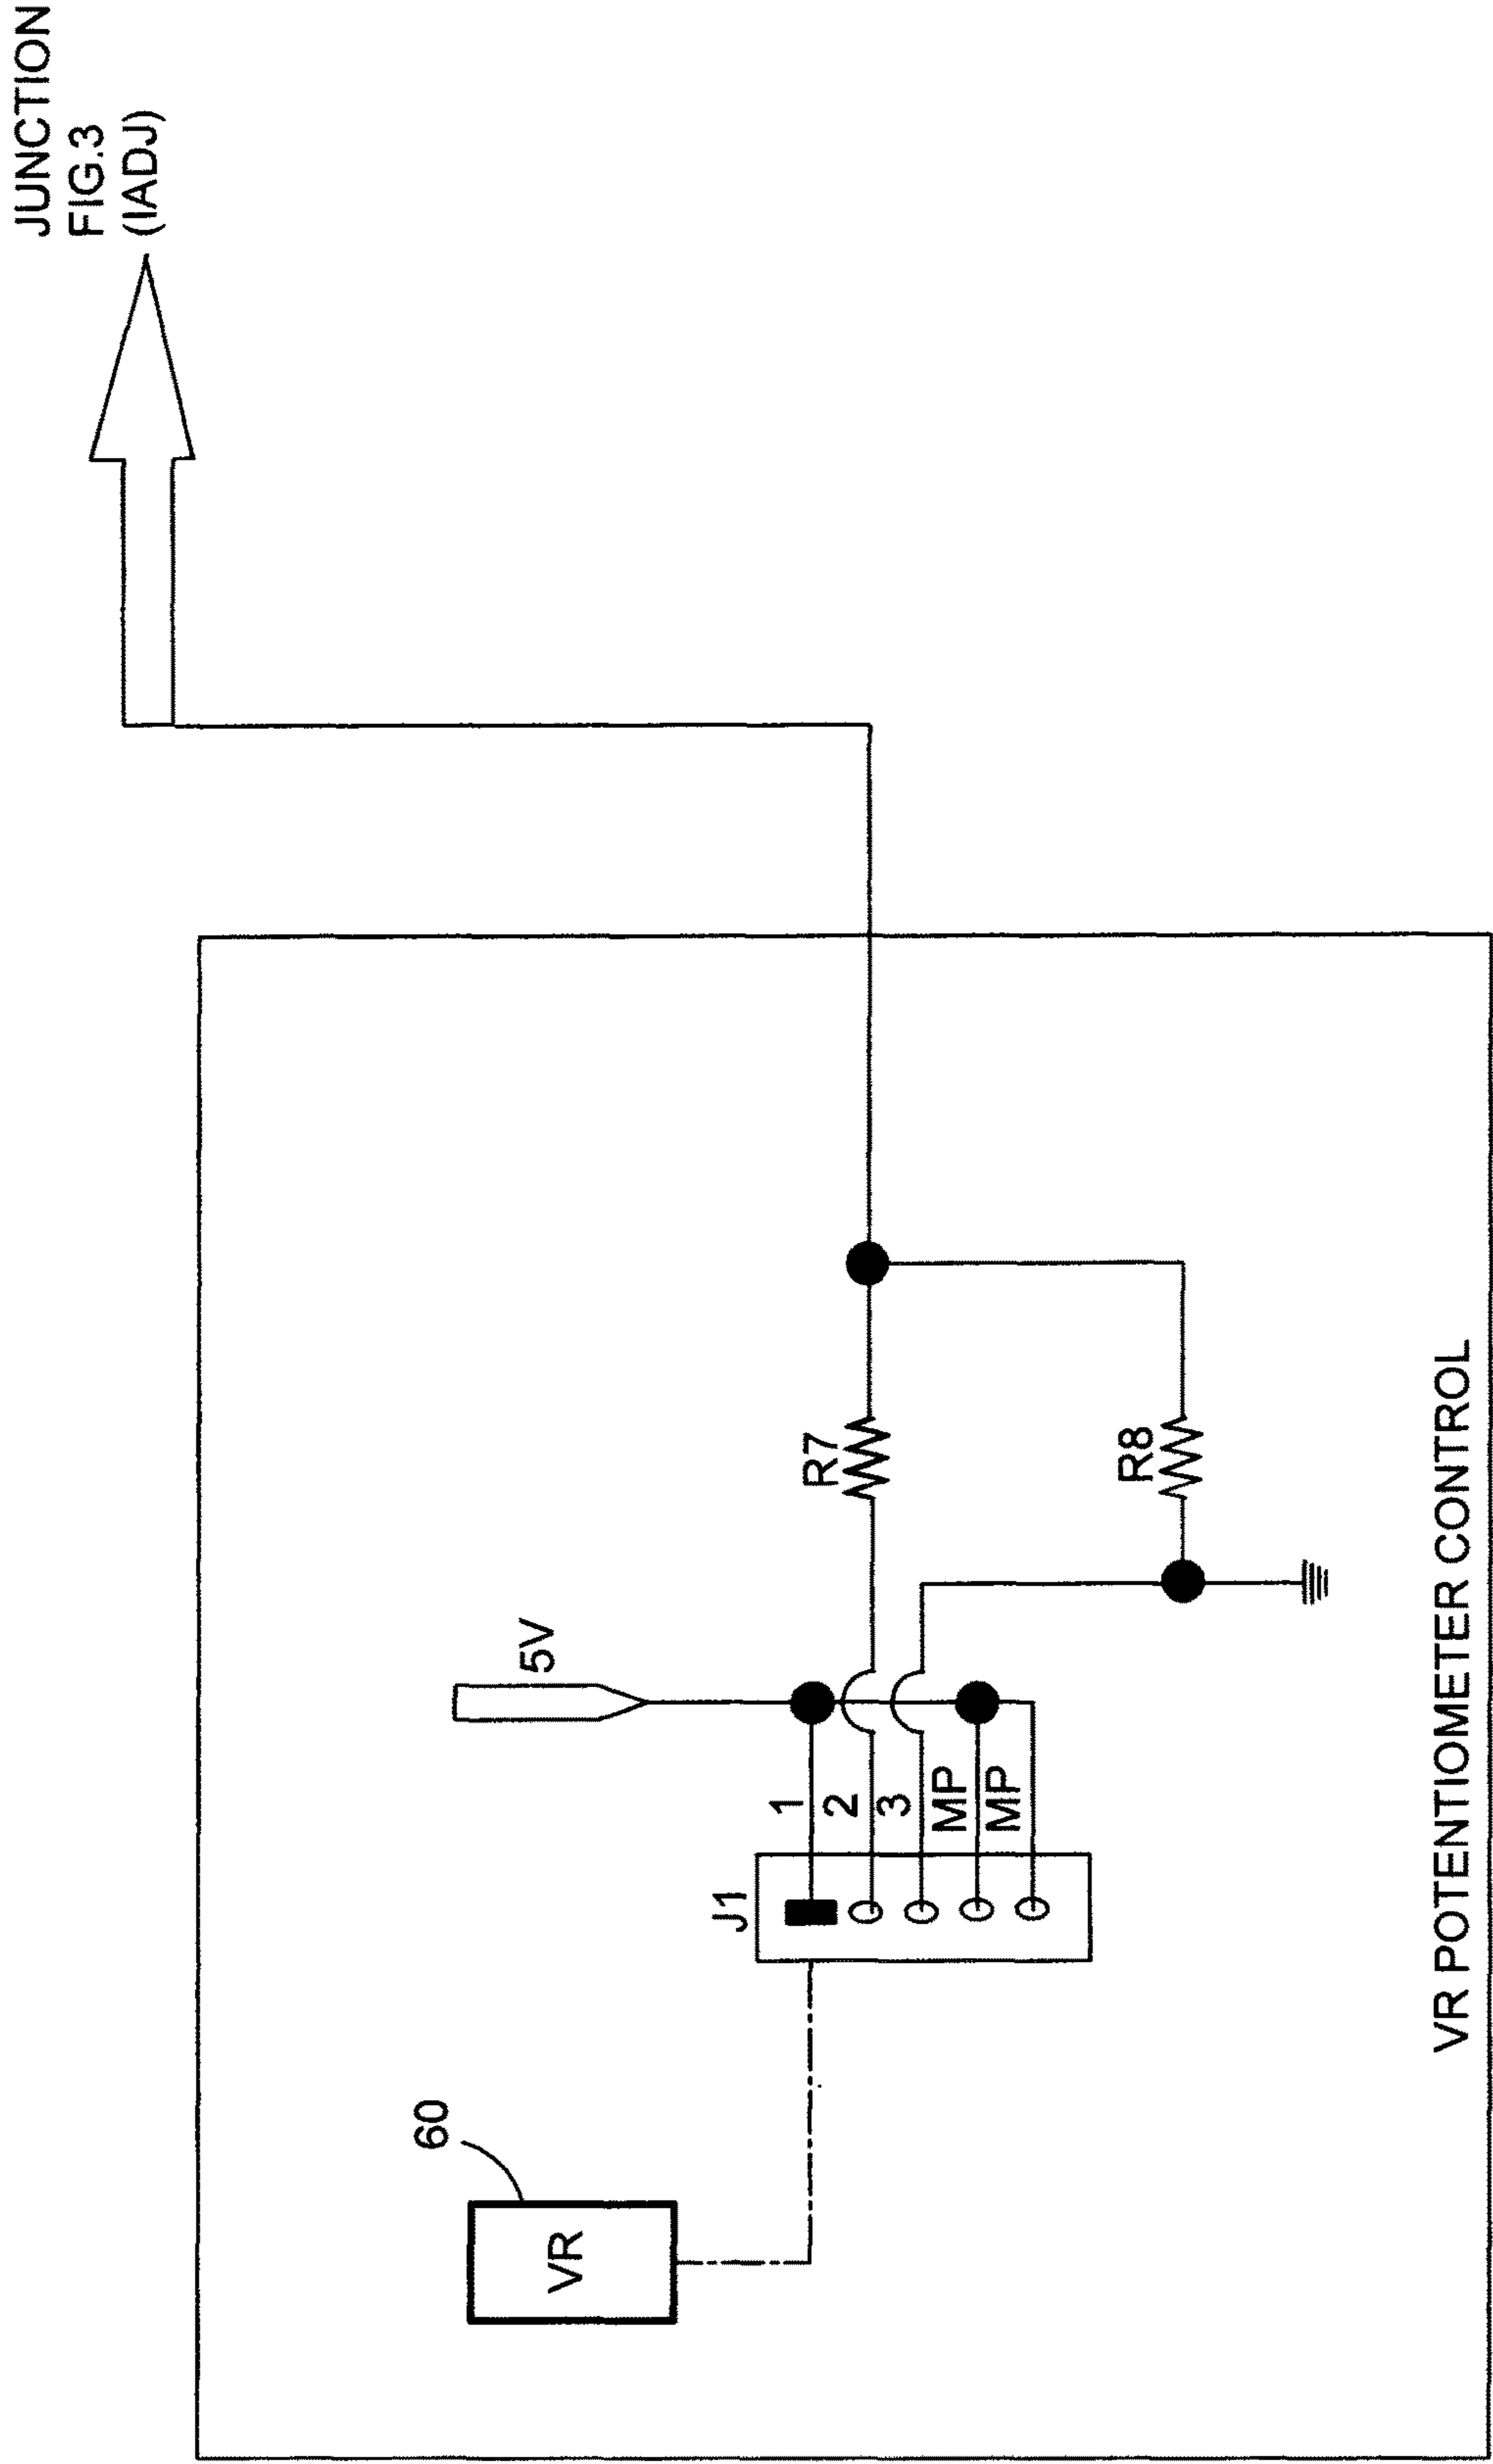 JUNCTION
FIG.3
(IADJ)
60
VR
5V
J1
1
2
3
MP
MP
R7
R8
VR POTENTIOMETER CONTROL